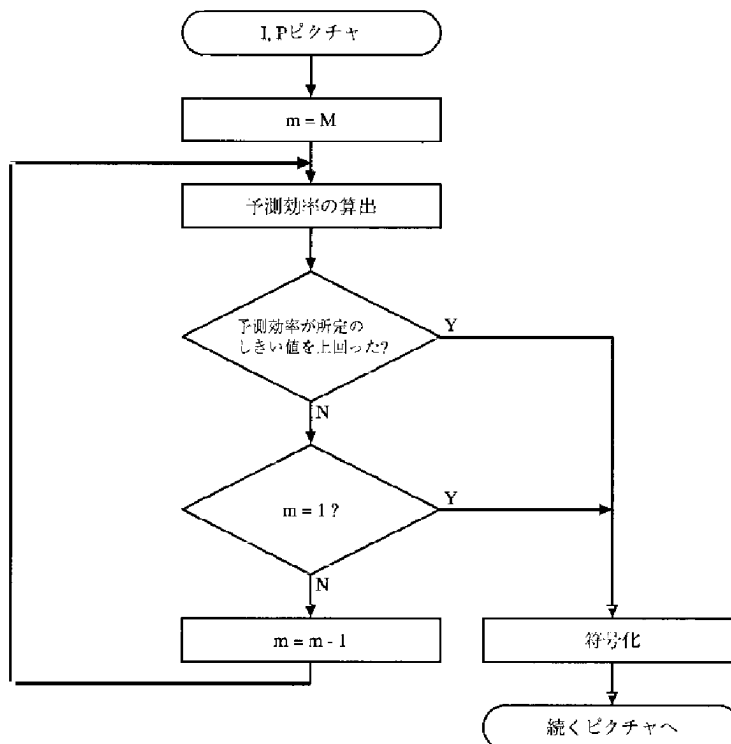 I, Pピクチャ
m = M
予測効率の算出
予測効率が所定の
しきい値を上回った?
Y
N
m = 1 ?
Y
N
m = m - 1
符号化
続くピクチャへ